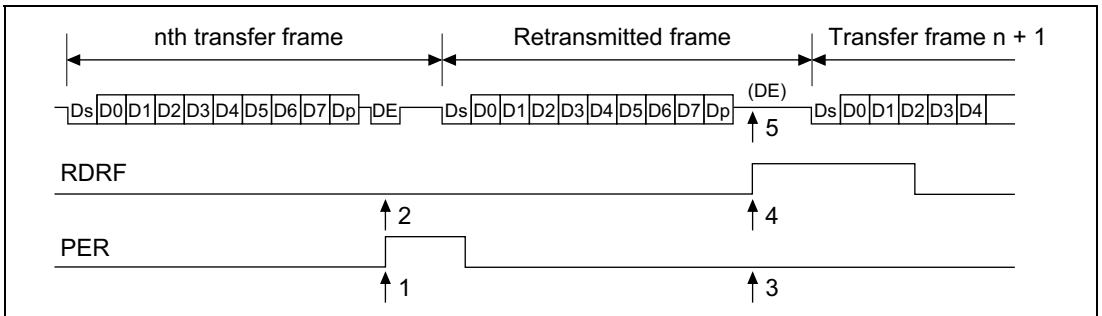 nth transfer frame Retransmitted frame Transfer frame n + 1
(DE)
Ds D0 D1 D2 D3 D4 D5 D6 D7 Dp DE Ds D0 D1 D2 D3 D4 D5 D6 D7 Dp Ds D0 D1 D2 D3 D4
5
RDRF
2 4
PER
1 3